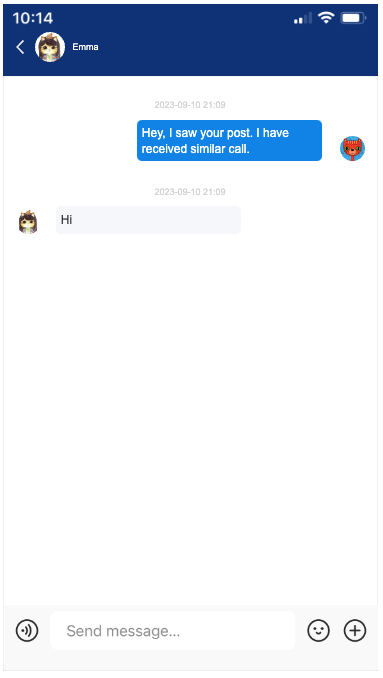 10:14
Emma
2023-09-10 21:09
Hey, I saw your post. I have
received similar call.
2023-09-10 21:09
Hi
Send message...